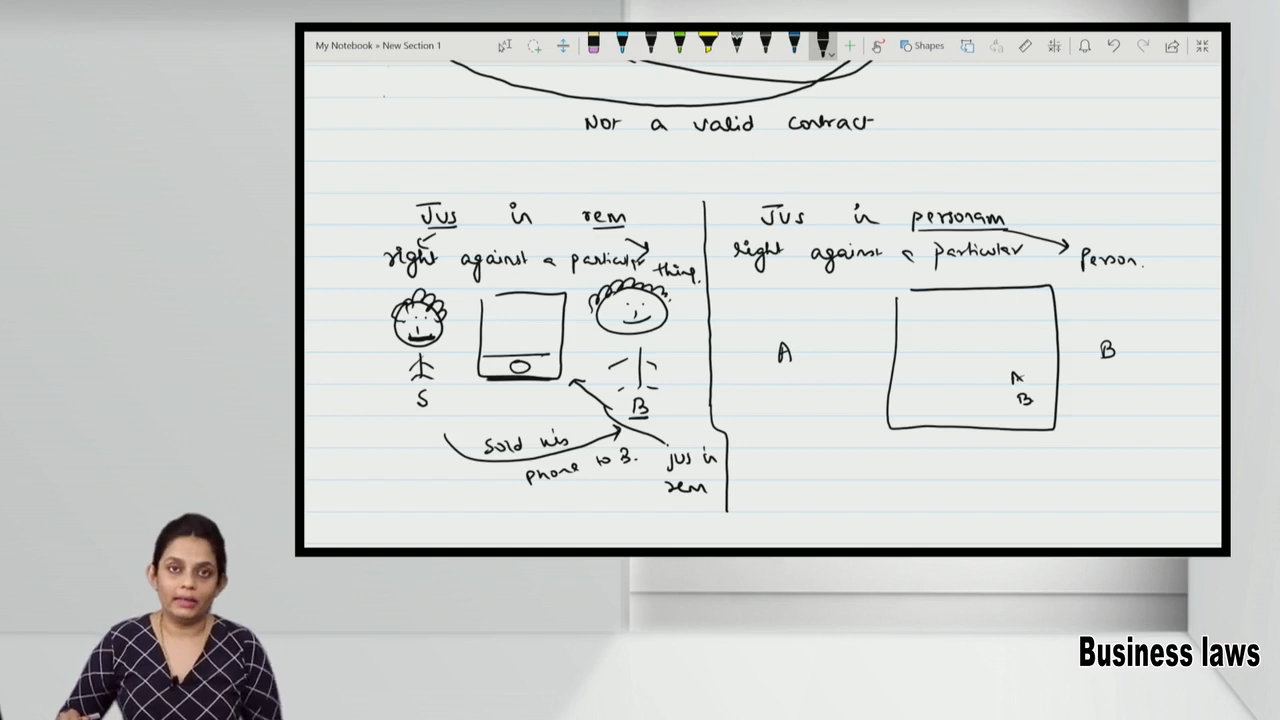 My Notebook » New Section 1
Shapes
Not a valid contract
Jus in rem
right against a particular thing.
S
B
Sold his
phone to B.
jus in
rem
Jus in personam
right against a particular person.
A
B
A
B
Business laws